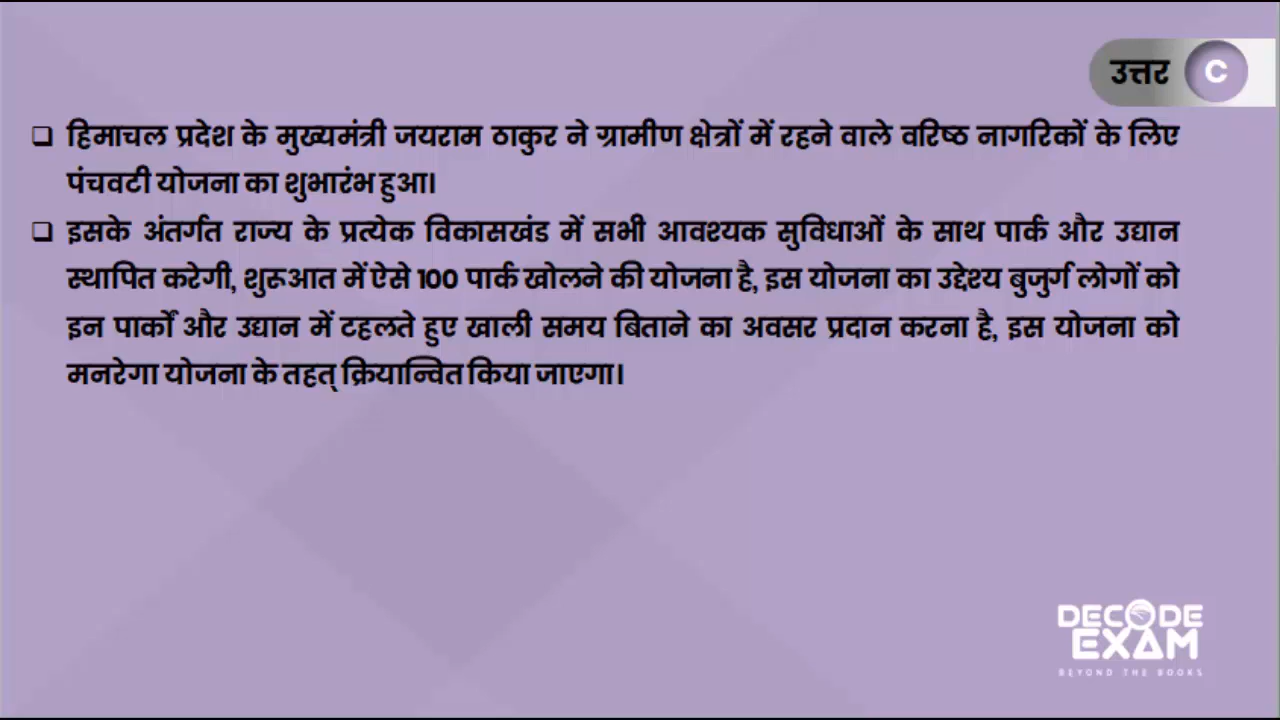 उत्तर C
❑ हिमाचल प्रदेश के मुख्यमंत्री जयराम ठाकुर ने ग्रामीण क्षेत्रों में रहने वाले वरिष्ठ नागरिकों के लिए
पंचवटी योजना का शुभारंभ हुआ।
❑ इसके अंतर्गत राज्य के प्रत्येक विकासखंड में सभी आवश्यक सुविधाओं के साथ पार्क और उद्यान
स्थापित करेगी, शुरूआत में ऐसे 100 पार्क खोलने की योजना है, इस योजना का उद्देश्य बुजुर्ग लोगों को
इन पार्कों और उद्यान में टहलते हुए खाली समय बिताने का अवसर प्रदान करना है, इस योजना को
मनरेगा योजना के तहत् क्रियान्वित किया जाएगा।
DECODE
EXAM
BEYOND THE BOOKS